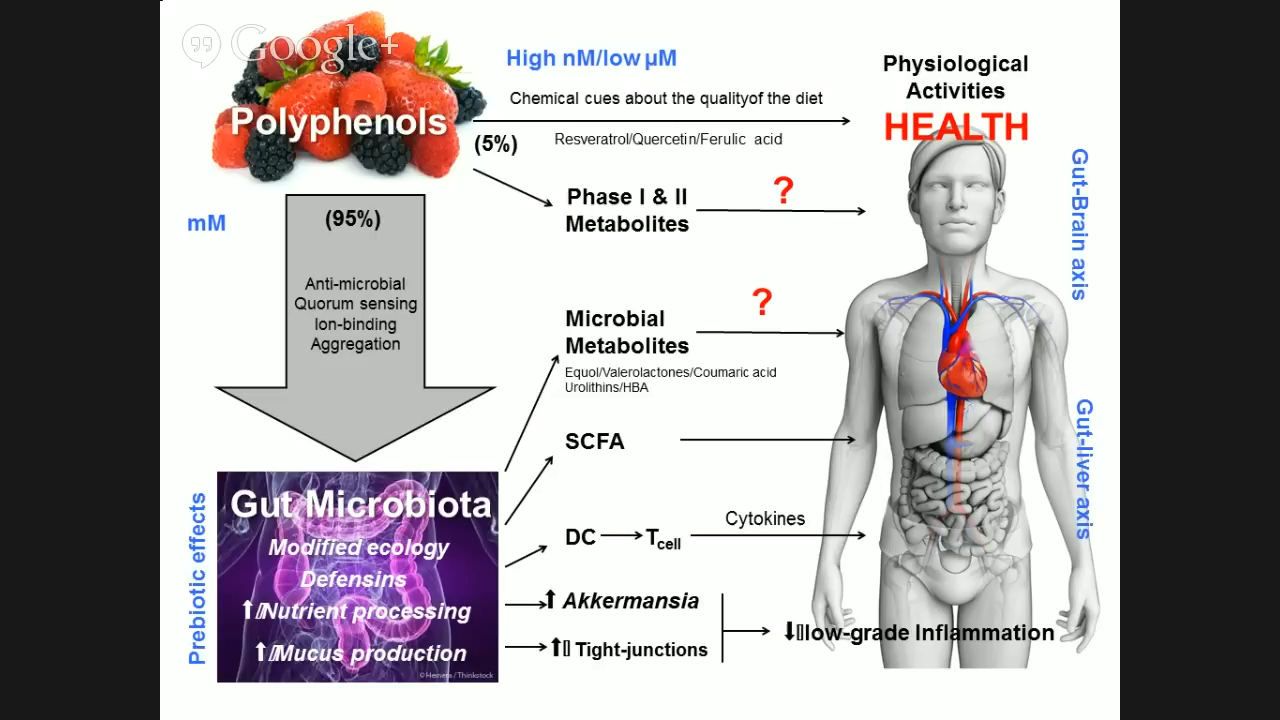 Google+
Polyphenols
High nM/low µM
Chemical cues about the qualityof the diet
(5%)
Resveratrol/Quercetin/Ferulic acid
Physiological
Activities
HEALTH
Phase I & II
Metabolites
?
mM
(95%)
Anti-microbial
Quorum sensing
Ion-binding
Aggregation
Microbial
Metabolites
?
Equol/Valerolactones/Coumaric acid
Urolithins/HBA
SCFA
DC
Tcell
Cytokines
Gut-Brain axis
Gut-liver axis
Prebiotic effects
Gut Microbiota
Modified ecology
Defensins
↑ Nutrient processing
↑ Mucus production
© Hemera / Thinkstock
↑ Akkermansia
↑ Tight-junctions
↓ low-grade Inflammation